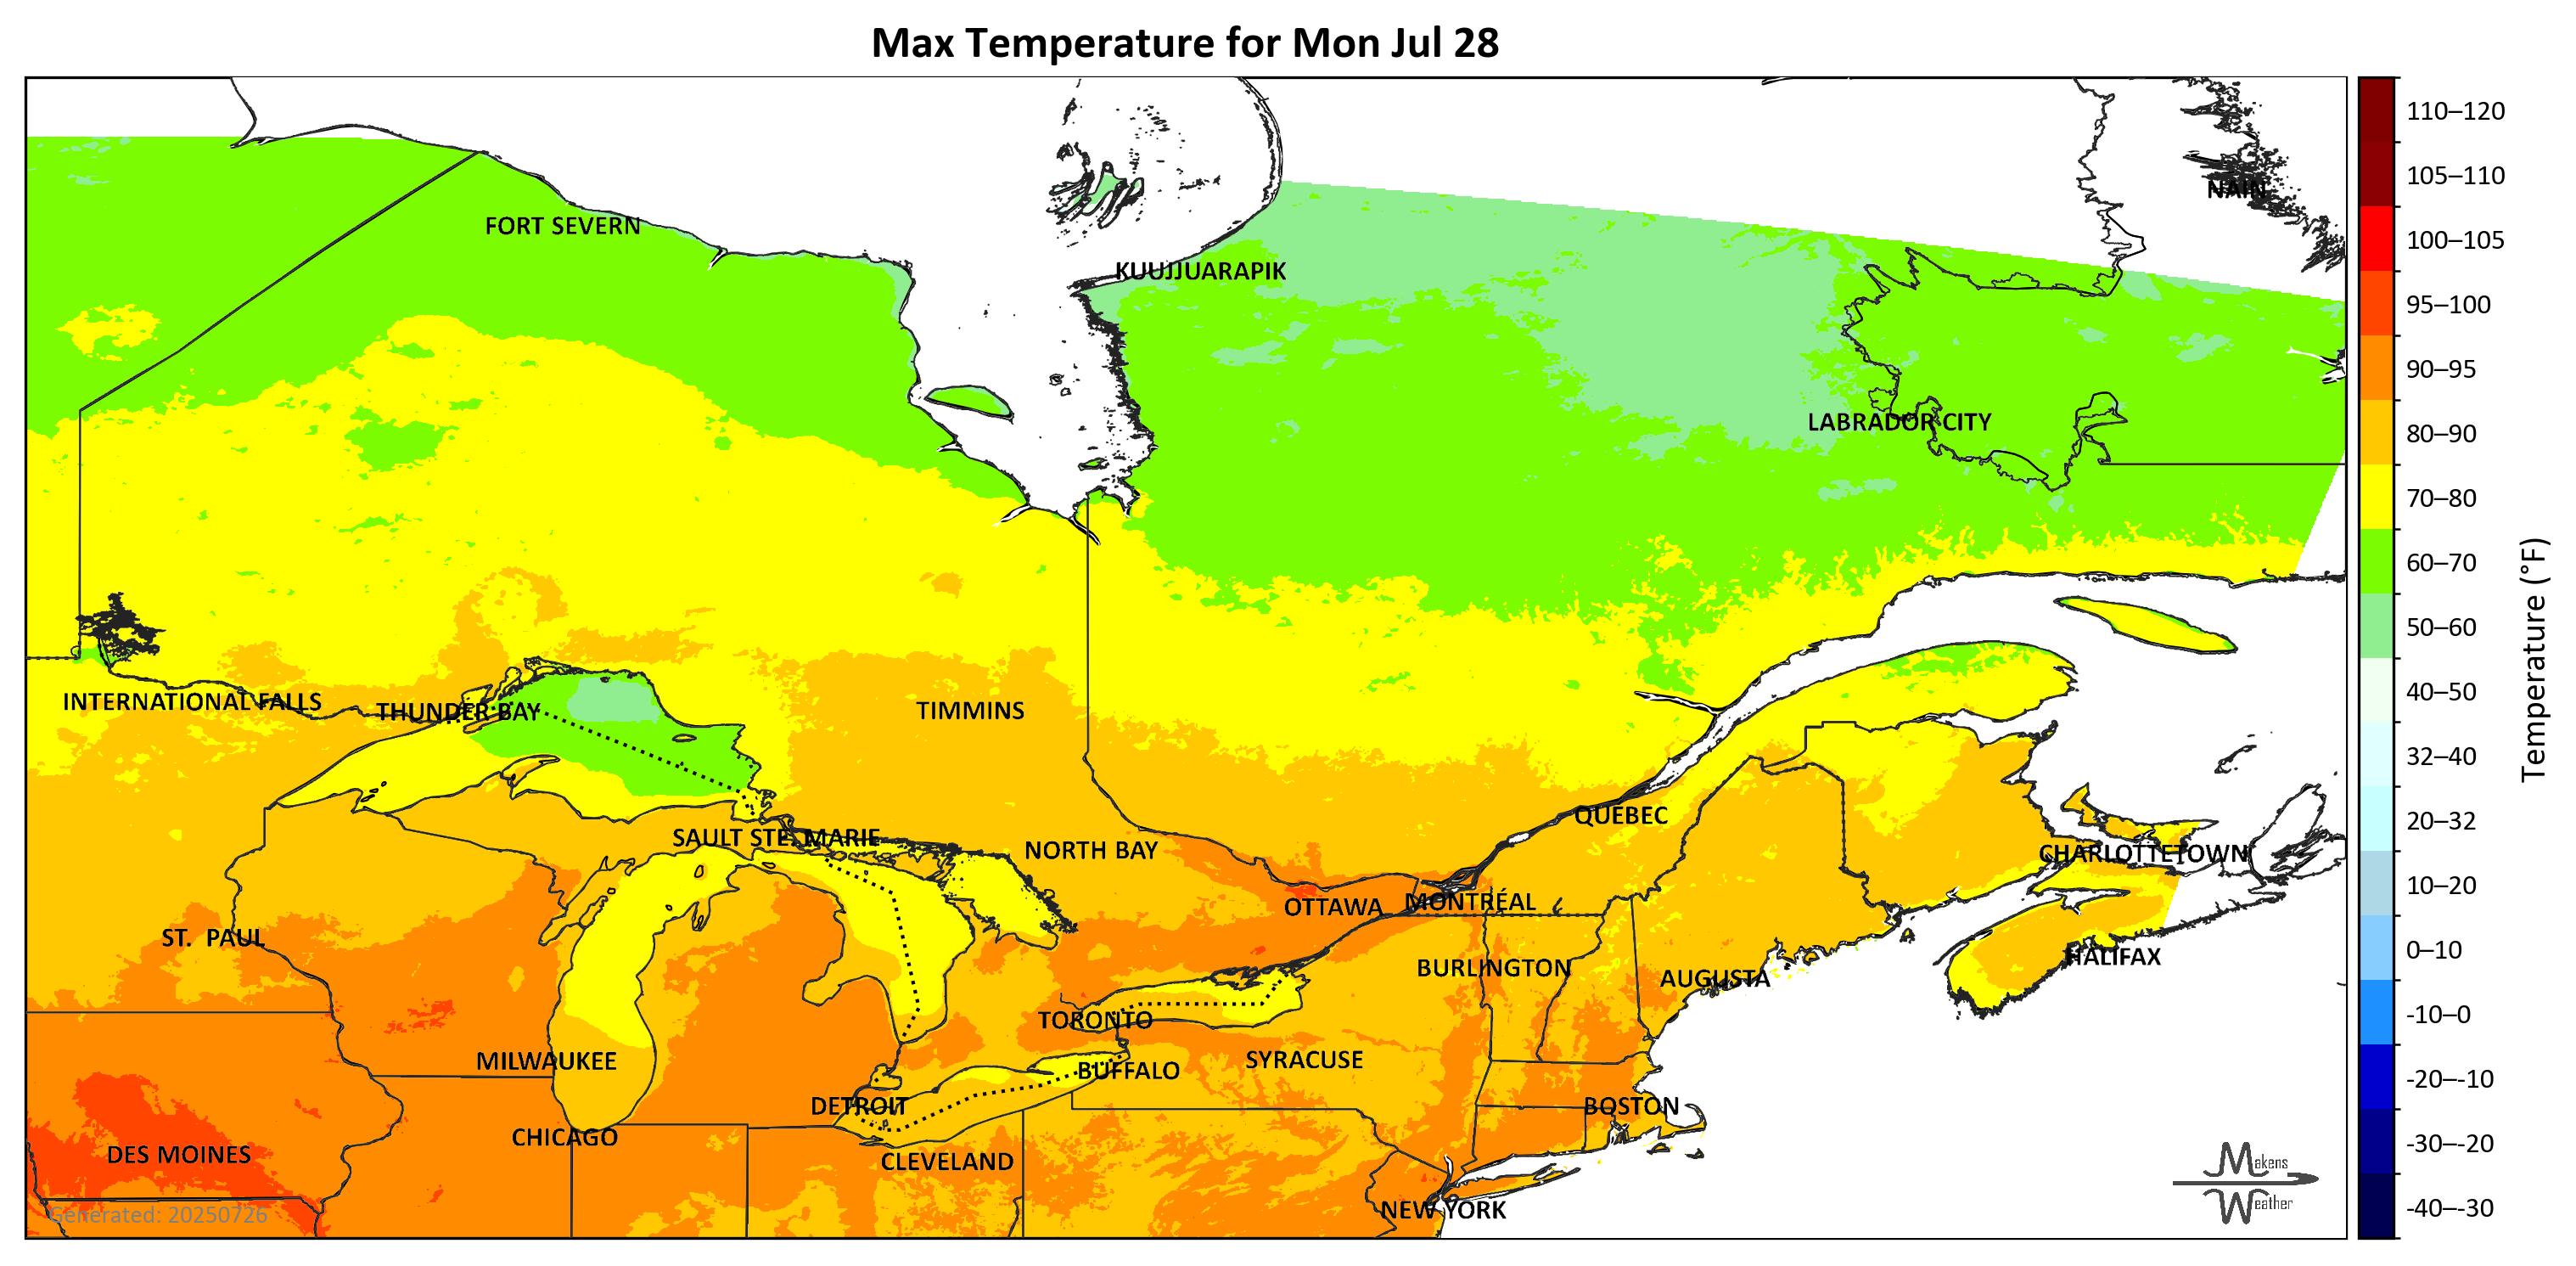 Max Temperature for Mon Jul 28
110–120
105–110
NAIN
FORT SEVERN
100–105
KUUJJUARAPIK
95–100
90–95
LABRADOR CITY
80–90
70–80
60–70
50–60
Temperature (°F)
40–50
INTERNATIONAL FALLS
THUNDER BAY
TIMMINS
32–40
QUÉBEC
20–32
SAULT STE. MARIE
NORTH BAY
CHARLOTTETOWN
10–20
OTTAWA
MONTRÉAL
ST. PAUL
0–10
HALIFAX
BURLINGTON
AUGUSTA
-10–0
TORONTO
MILWAUKEE
SYRACUSE
BUFFALO
-20–-10
DETROIT
BOSTON
CHICAGO
-30–-20
DES MOINES
CLEVELAND
Makens
Weather
-40–-30
NEW YORK
Generated: 20250726